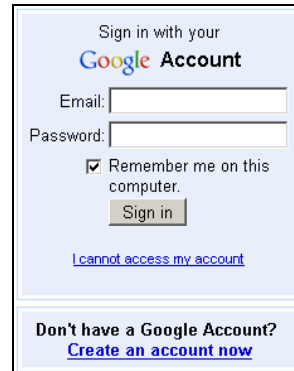 Sign in with your
Google Account
Email:
Password:
Remember me on this
computer.
Sign in
I cannot access my account
Don't have a Google Account?
Create an account now